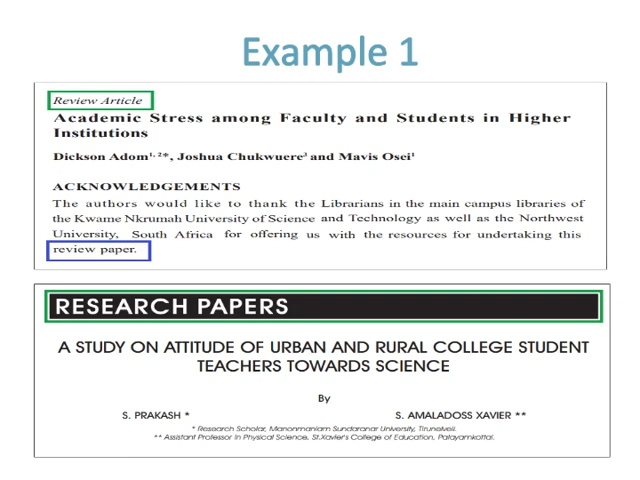 Example 1
Review Article
Academic Stress among Faculty and Students in Higher
Institutions
Dickson Adom¹, ²*, Joshua Chukwuere³ and Mavis Osei¹
ACKNOWLEDGEMENTS
The authors would like to thank the Librarians in the main campus libraries of
the Kwame Nkrumah University of Science and Technology as well as the Northwest
University, South Africa for offering us with the resources for undertaking this
review paper.
RESEARCH PAPERS
A STUDY ON ATTITUDE OF URBAN AND RURAL COLLEGE STUDENT
TEACHERS TOWARDS SCIENCE
By
S. PRAKASH * S. AMALADOSS XAVIER **
* Research Scholar, Manonmaniam Sundaranar University, Tirunelveli.
** Assistant Professor in Physical Science, St.Xavier's College of Education, Palayamkottai.